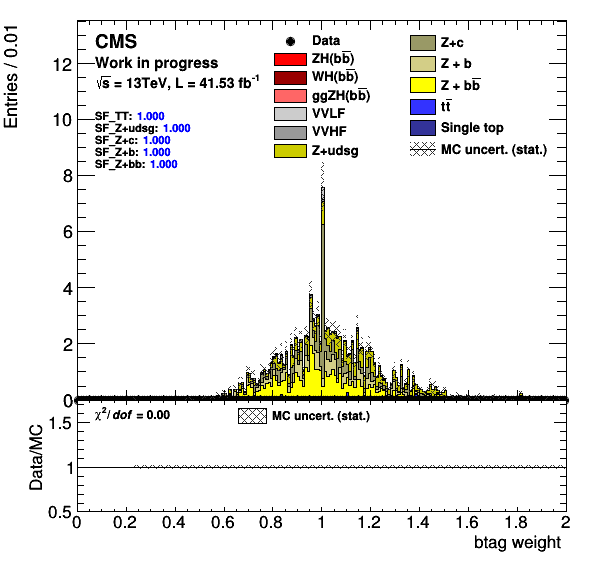 CMS
Work in progress
√s = 13TeV, L = 41.53 fb⁻¹
SF_TT: 1.000
SF_Z+udsg: 1.000
SF_Z+c: 1.000
SF_Z+b: 1.000
SF_Z+bb: 1.000
Data
ZH(bb̅)
WH(bb̅)
ggZH(bb̅)
VVLF
VVHF
Z+udsg
Z+c
Z + b
Z + bb̅
tt̅
Single top
MC uncert. (stat.)
Entries / 0.01
12
10
8
6
4
2
0
χ²/dof = 0.00
MC uncert. (stat.)
Data/MC
1.5
1
0.5
0 0.2 0.4 0.6 0.8 1 1.2 1.4 1.6 1.8 2
btag weight